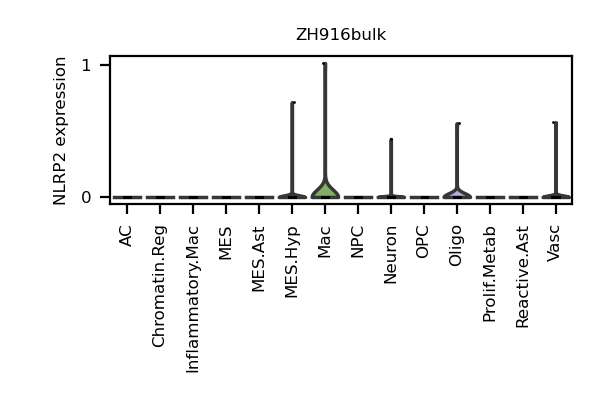 ZH916bulk
NLRP2 expression
1
0
AC
Chromatin.Reg
Inflammatory.Mac
MES
MES.Ast
MES.Hyp
Mac
NPC
Neuron
OPC
Oligo
Prolif.Metab
Reactive.Ast
Vasc